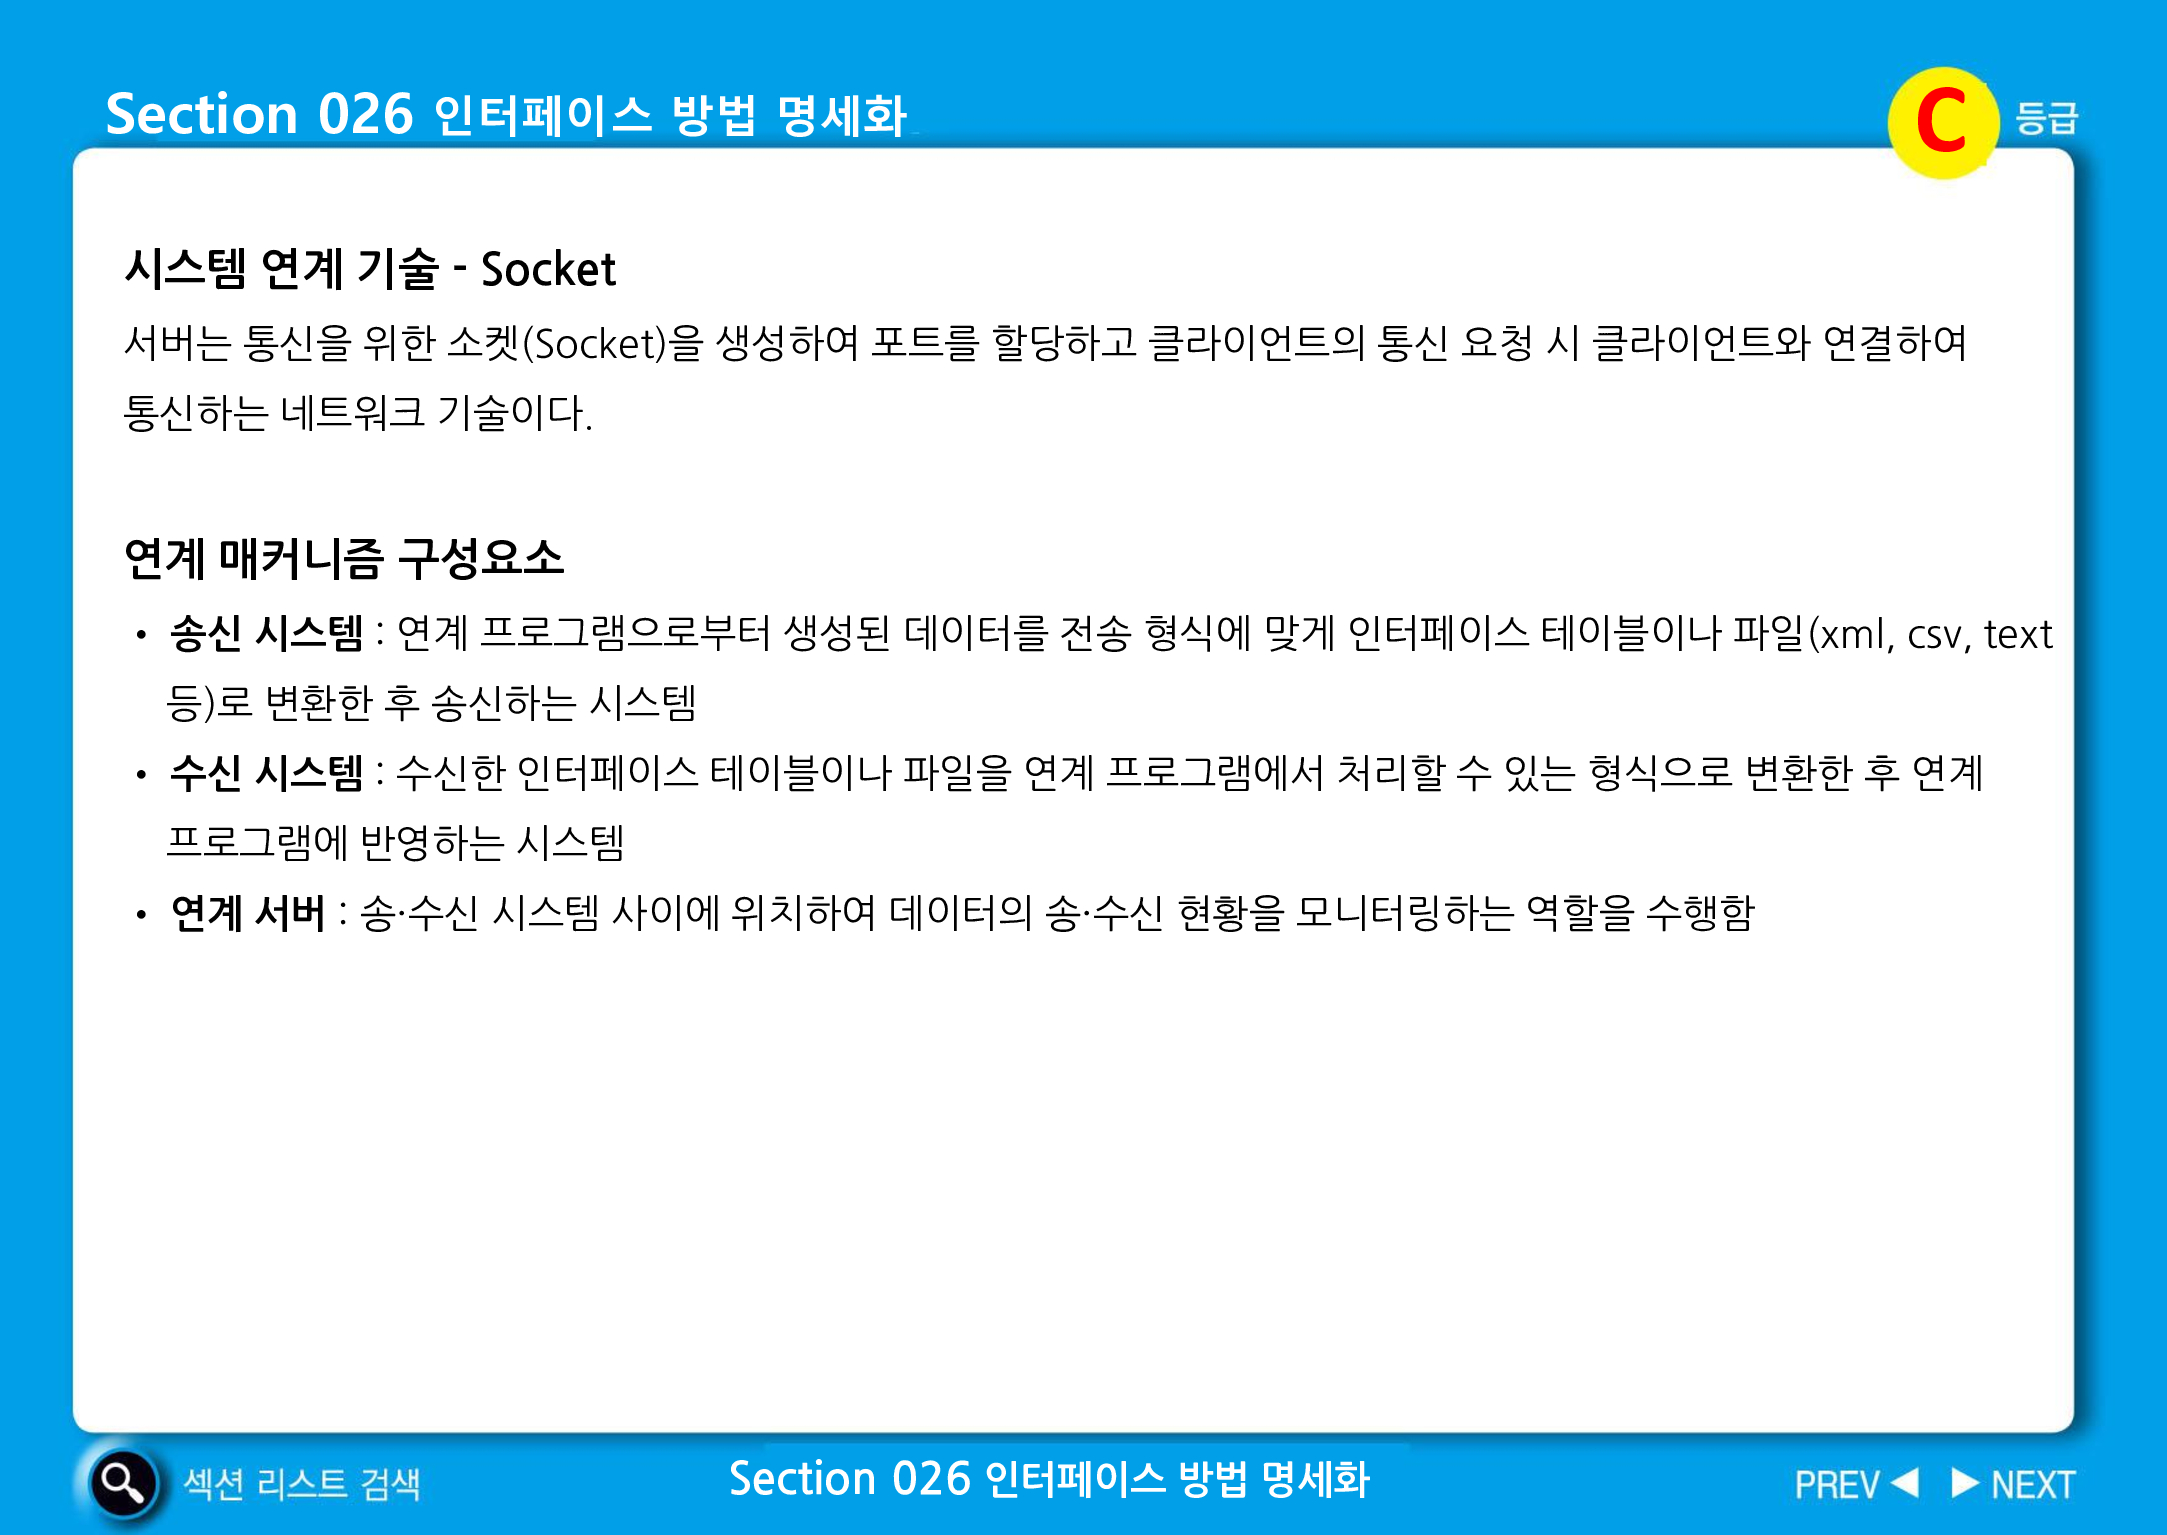 Section 026 인터페이스 방법 명세화
C 등급
시스템 연계 기술 - Socket
서버는 통신을 위한 소켓(Socket)을 생성하여 포트를 할당하고 클라이언트의 통신 요청 시 클라이언트와 연결하여
통신하는 네트워크 기술이다.
연계 매커니즘 구성요소
• 송신 시스템 : 연계 프로그램으로부터 생성된 데이터를 전송 형식에 맞게 인터페이스 테이블이나 파일(xml, csv, text
등)로 변환한 후 송신하는 시스템
• 수신 시스템 : 수신한 인터페이스 테이블이나 파일을 연계 프로그램에서 처리할 수 있는 형식으로 변환한 후 연계
프로그램에 반영하는 시스템
• 연계 서버 : 송·수신 시스템 사이에 위치하여 데이터의 송·수신 현황을 모니터링하는 역할을 수행함
섹션 리스트 검색
Section 026 인터페이스 방법 명세화
PREV ◀ ▶ NEXT